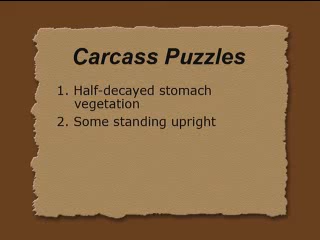 Carcass Puzzles
1. Half-decayed stomach
vegetation
2. Some standing upright